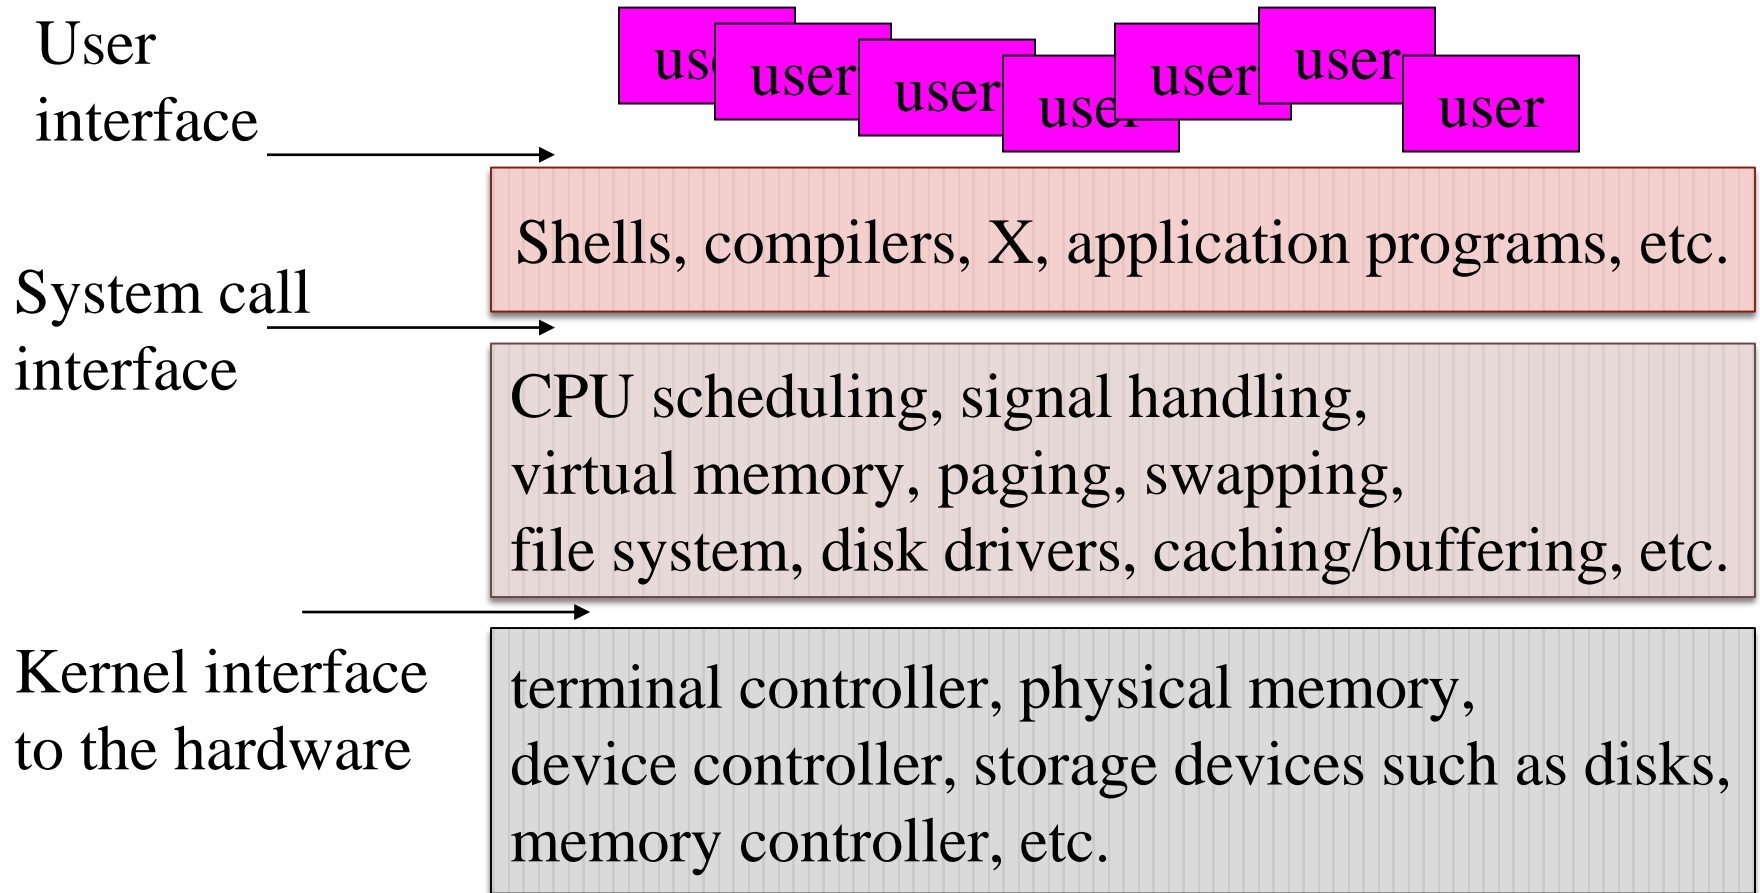 User
interface
user
user
user
user
user
user
user
Shells, compilers, X, application programs, etc.
System call
interface
CPU scheduling, signal handling,
virtual memory, paging, swapping,
file system, disk drivers, caching/buffering, etc.
Kernel interface
to the hardware
terminal controller, physical memory,
device controller, storage devices such as disks,
memory controller, etc.